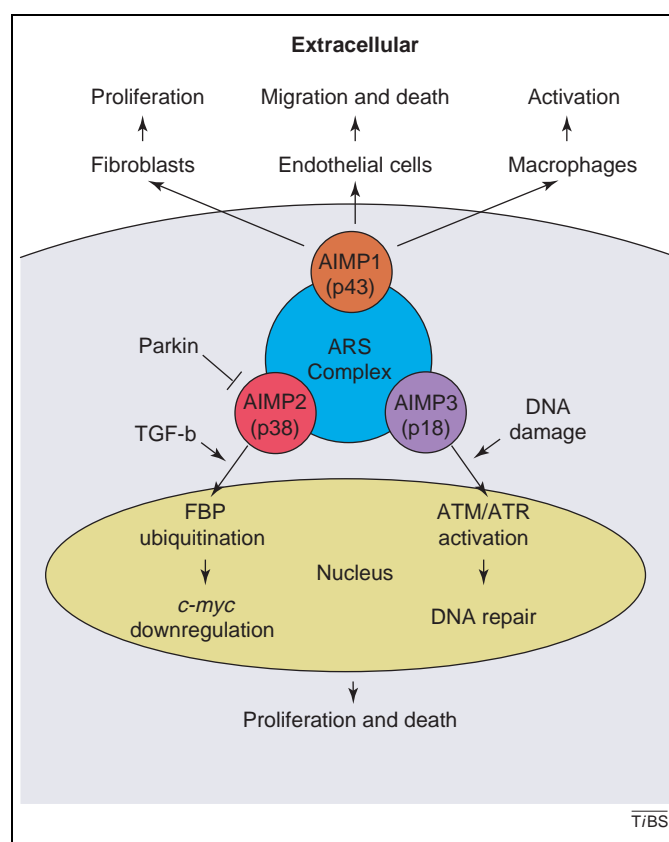 Extracellular
Proliferation
Migration and death
Activation
Fibroblasts
Endothelial cells
Macrophages
AIMP1
(p43)
ARS
Complex
Parkin
AIMP2
(p38)
AIMP3
(p18)
TGF-b
DNA
damage
FBP
ubiquitination
ATM/ATR
activation
Nucleus
c-myc
downregulation
DNA repair
Proliferation and death
TiBS